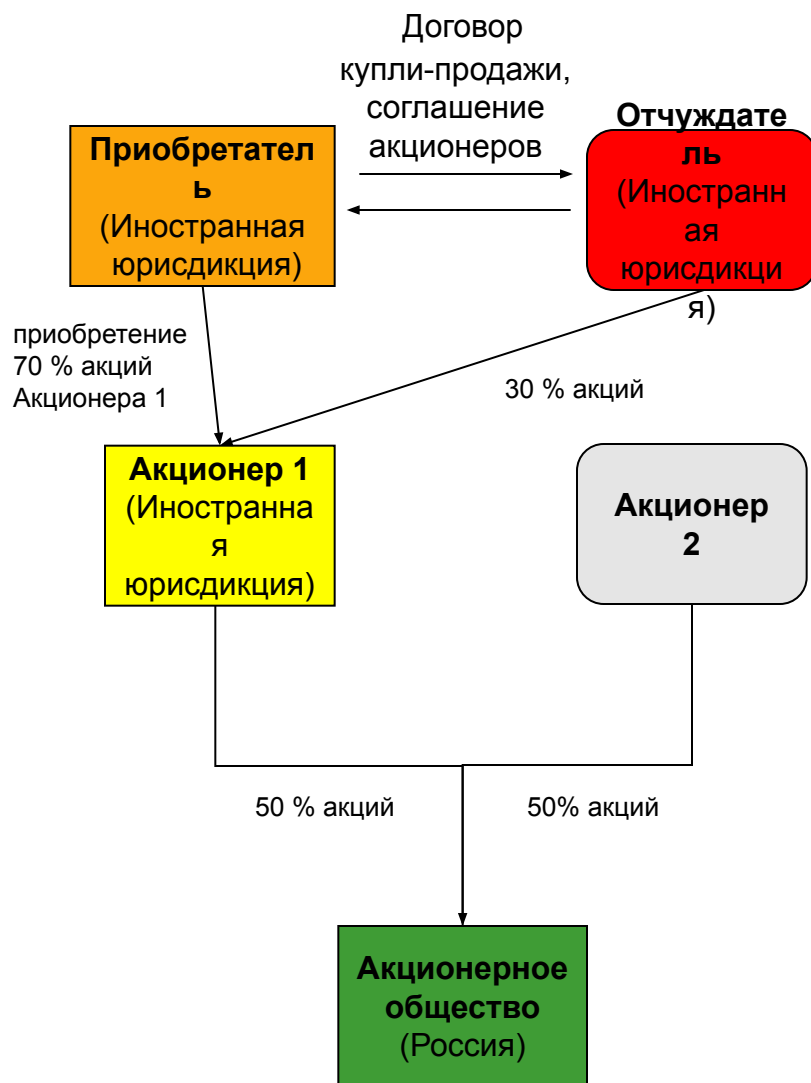 Договор
купли-продажи,
соглашение
акционеров
Приобретател
ь
(Иностранная
юрисдикция)
Отчуждате
ль
(Иностранн
ая
юрисдикци
я)
приобретение
70 % акций
Акционера 1
30 % акций
Акционер 1
(Иностранна
я
юрисдикция)
Акционер
2
50 % акций
50% акций
Акционерное
общество
(Россия)